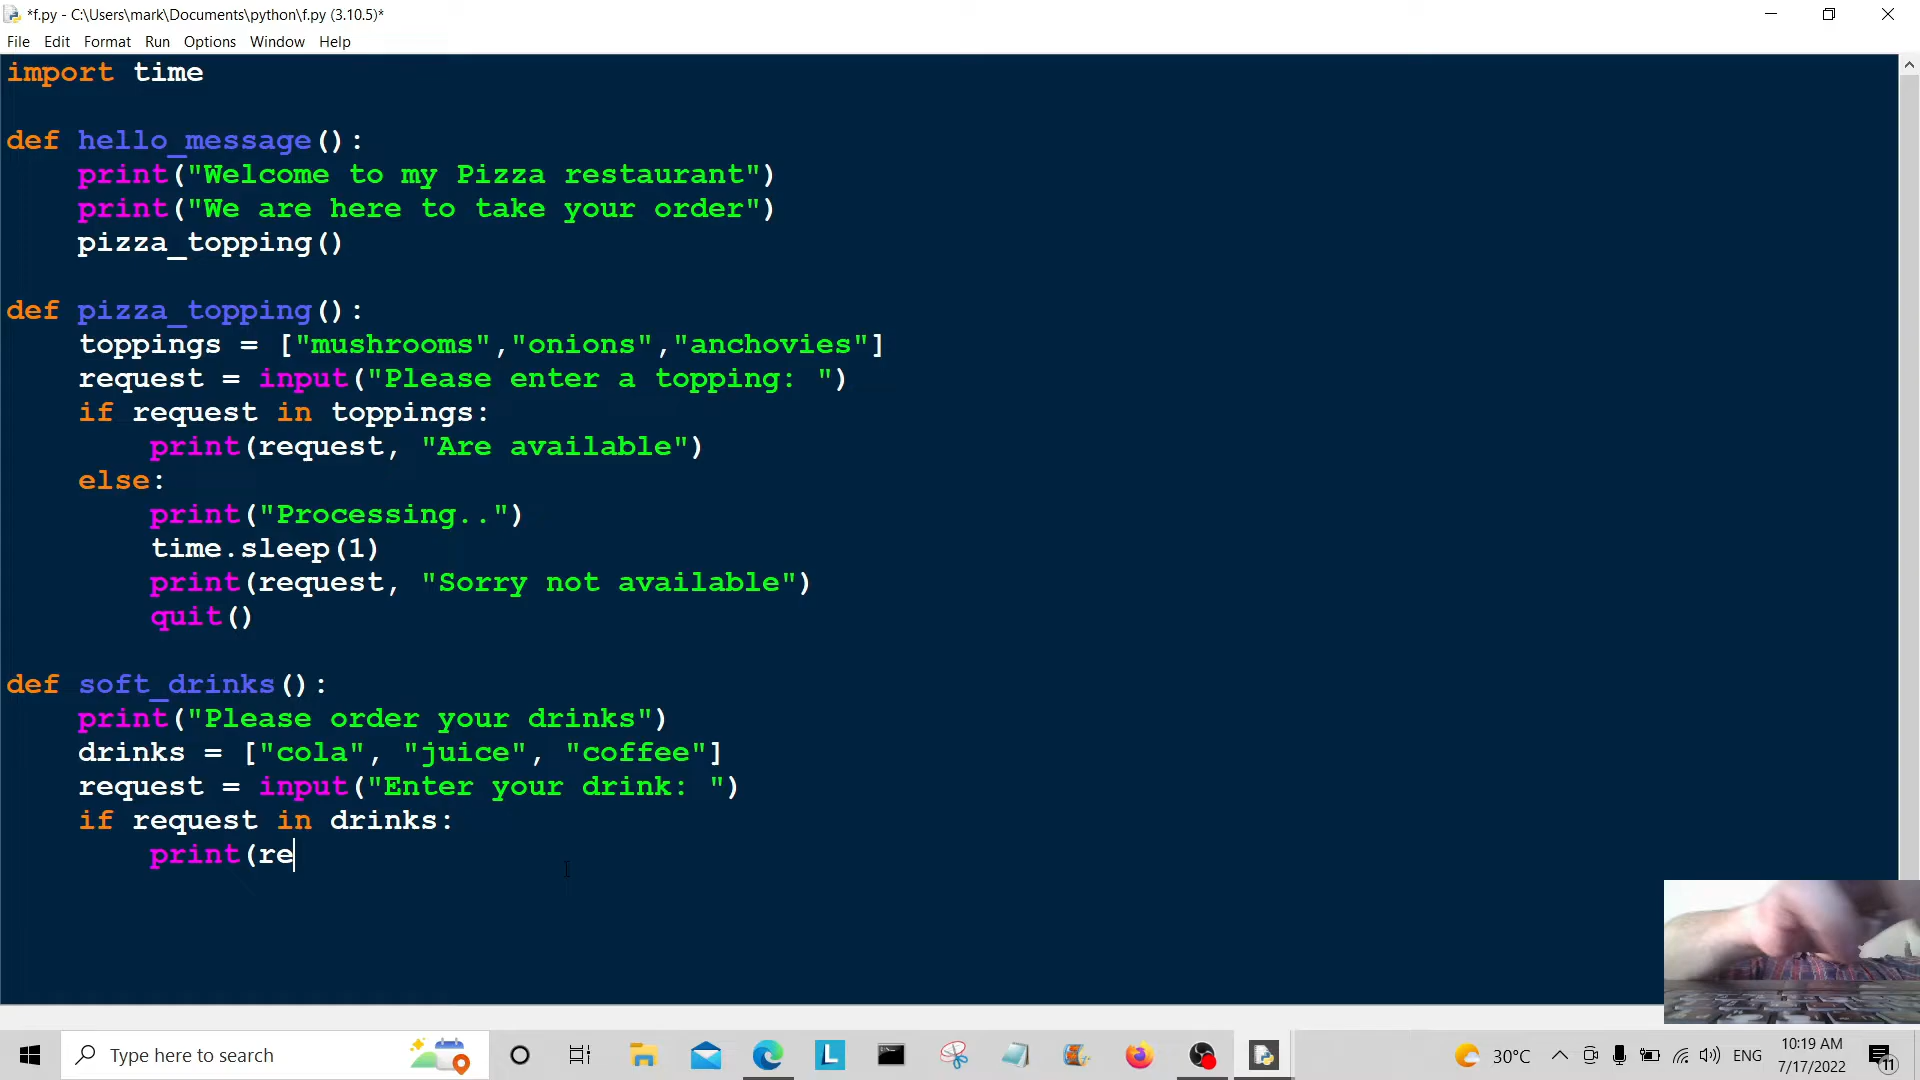 *f.py - C:\Users\mark\Documents\python\f.py (3.10.5)*
File Edit Format Run Options Window Help
import time
def hello_message():
    print("Welcome to my Pizza restaurant")
    print("We are here to take your order")
    pizza_topping()
def pizza_topping():
    toppings = ["mushrooms","onions","anchovies"]
    request = input("Please enter a topping: ")
    if request in toppings:
        print(request, "Are available")
    else:
        print("Processing..")
        time.sleep(1)
        print(request, "Sorry not available")
        quit()
def soft_drinks():
    print("Please order your drinks")
    drinks = ["cola", "juice", "coffee"]
    request = input("Enter your drink: ")
    if request in drinks:
        print(re
Type here to search
L
30°C
ENG
10:19 AM
7/17/2022
11